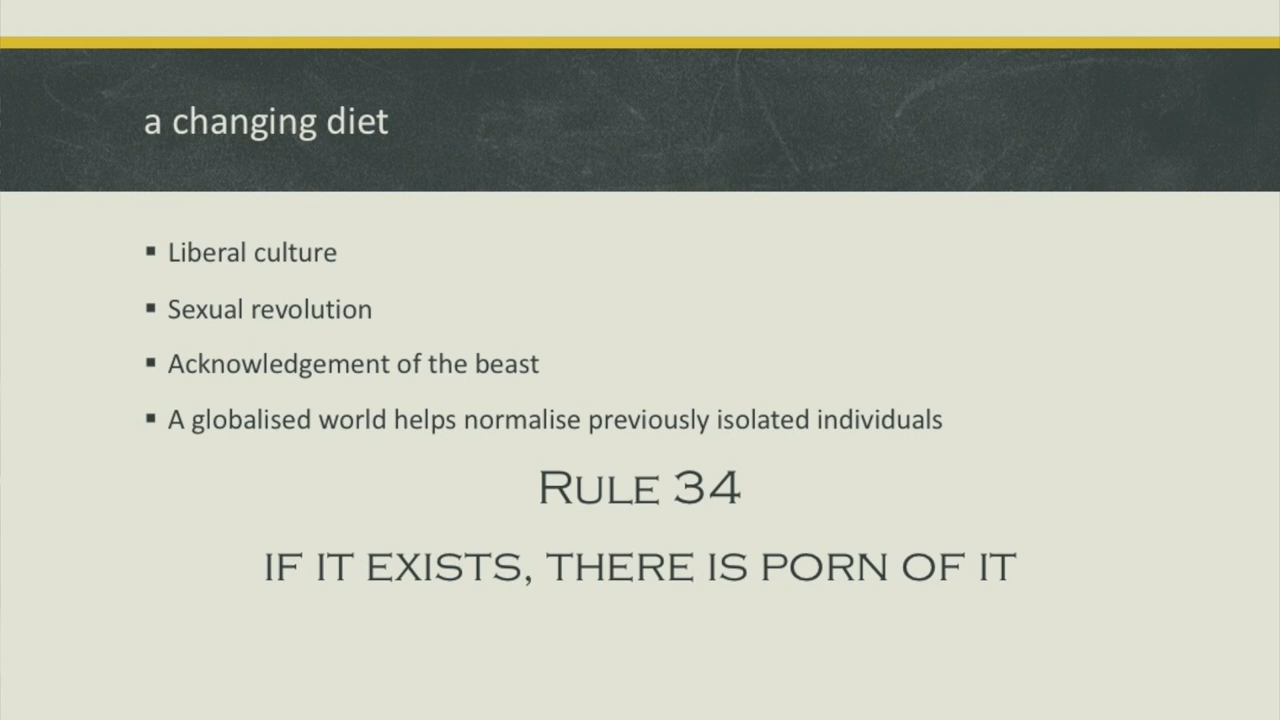 a changing diet
▪ Liberal culture
▪ Sexual revolution
▪ Acknowledgement of the beast
▪ A globalised world helps normalise previously isolated individuals
RULE 34
IF IT EXISTS, THERE IS PORN OF IT